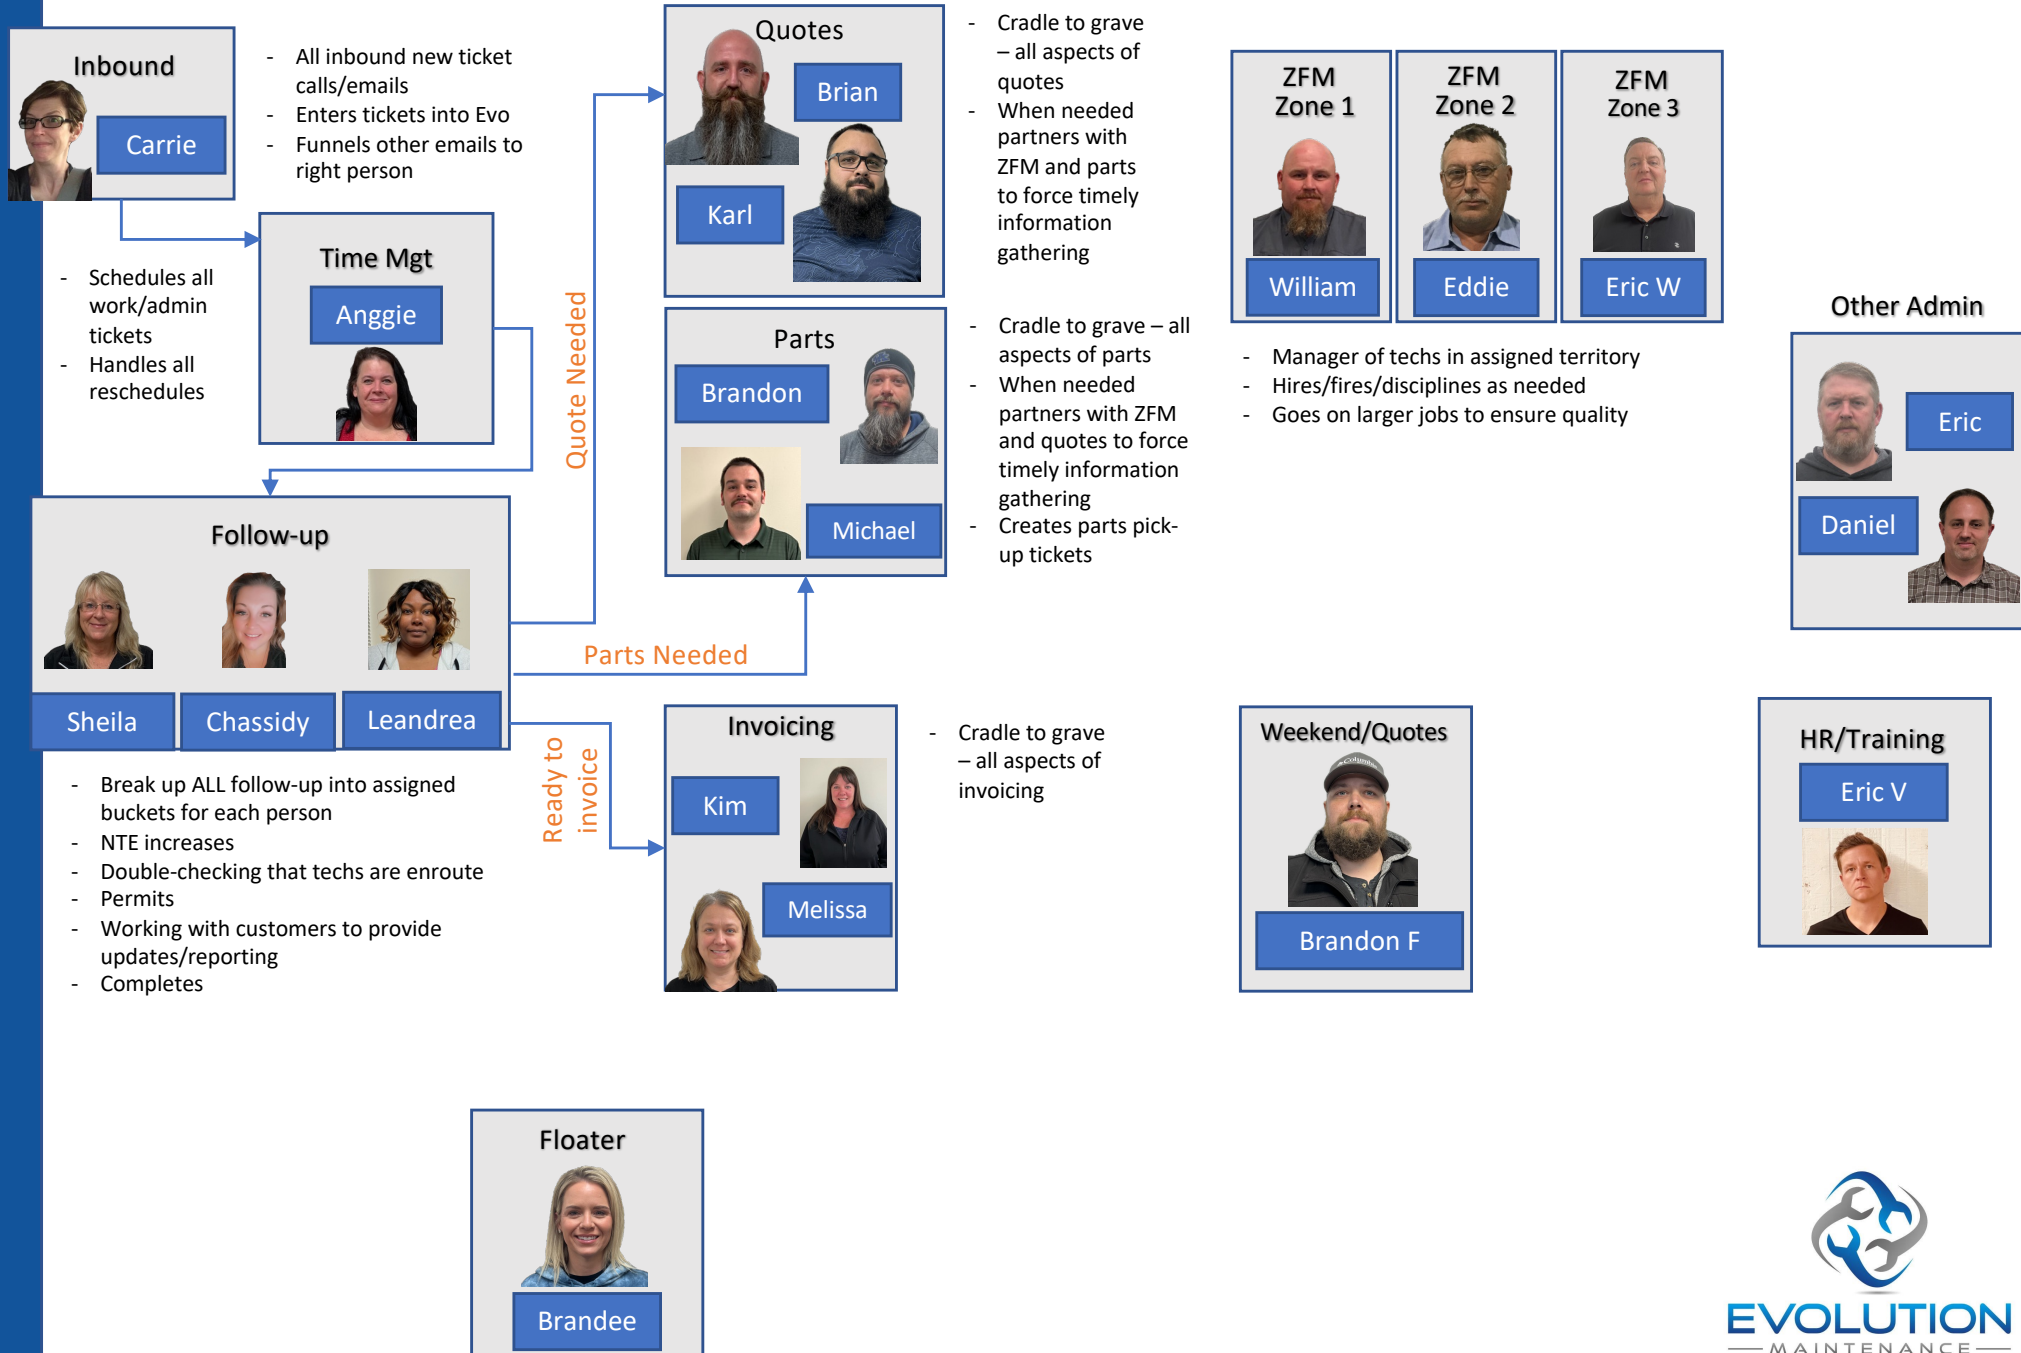 Inbound
Carrie
- All inbound new ticket
calls/emails
- Enters tickets into Evo
- Funnels other emails to
right person
Time Mgt
Anggie
- Schedules all
work/admin
tickets
- Handles all
reschedules
Follow-up
Sheila
Chassidy
Leandrea
- Break up ALL follow-up into assigned
buckets for each person
- NTE increases
- Double-checking that techs are enroute
- Permits
- Working with customers to provide
updates/reporting
- Completes
Quote Needed
Parts Needed
Ready to
invoice
Quotes
Brian
Karl
- Cradle to grave
– all aspects of
quotes
- When needed
partners with
ZFM and parts
to force timely
information
gathering
Parts
Brandon
Michael
- Cradle to grave – all
aspects of parts
- When needed
partners with ZFM
and quotes to force
timely information
gathering
- Creates parts pick-
up tickets
Invoicing
Kim
Melissa
- Cradle to grave
– all aspects of
invoicing
ZFM
Zone 1
William
ZFM
Zone 2
Eddie
ZFM
Zone 3
Eric W
- Manager of techs in assigned territory
- Hires/fires/disciplines as needed
- Goes on larger jobs to ensure quality
Other Admin
Eric
Daniel
Weekend/Quotes
Columbia
Brandon F
HR/Training
Eric V
Floater
Brandee
EVOLUTION
MAINTENANCE